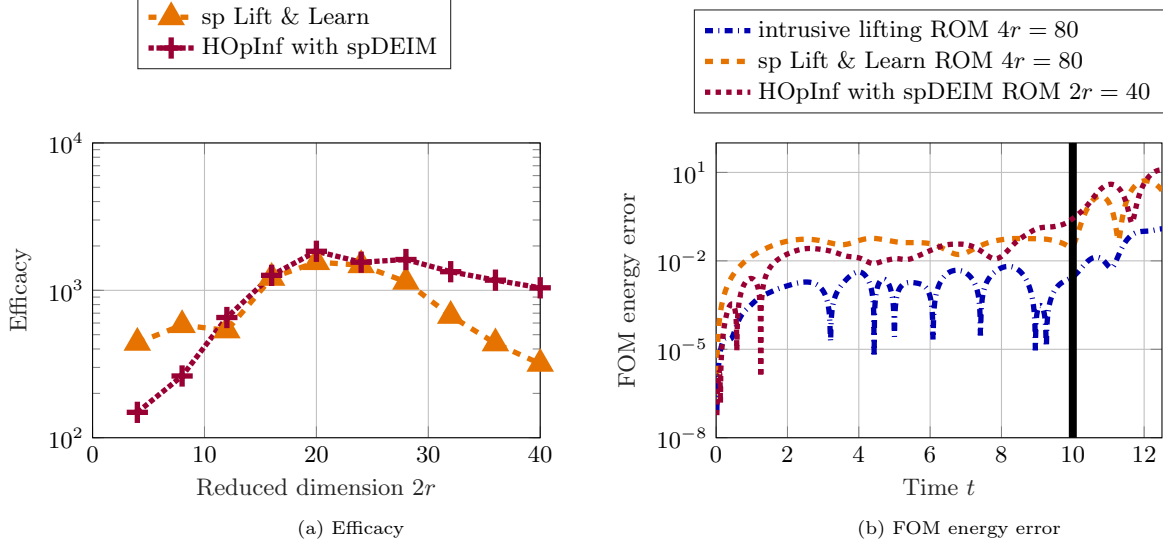 sp Lift & Learn
HOpInf with spDEIM
10^4
10^3
10^2
Efficacy
0
10
20
30
40
Reduced dimension 2r
(a) Efficacy
intrusive lifting ROM 4r = 80
sp Lift & Learn ROM 4r = 80
HOpInf with spDEIM ROM 2r = 40
10^1
10^−2
10^−5
10^−8
FOM energy error
0
2
4
6
8
10
12
Time t
(b) FOM energy error